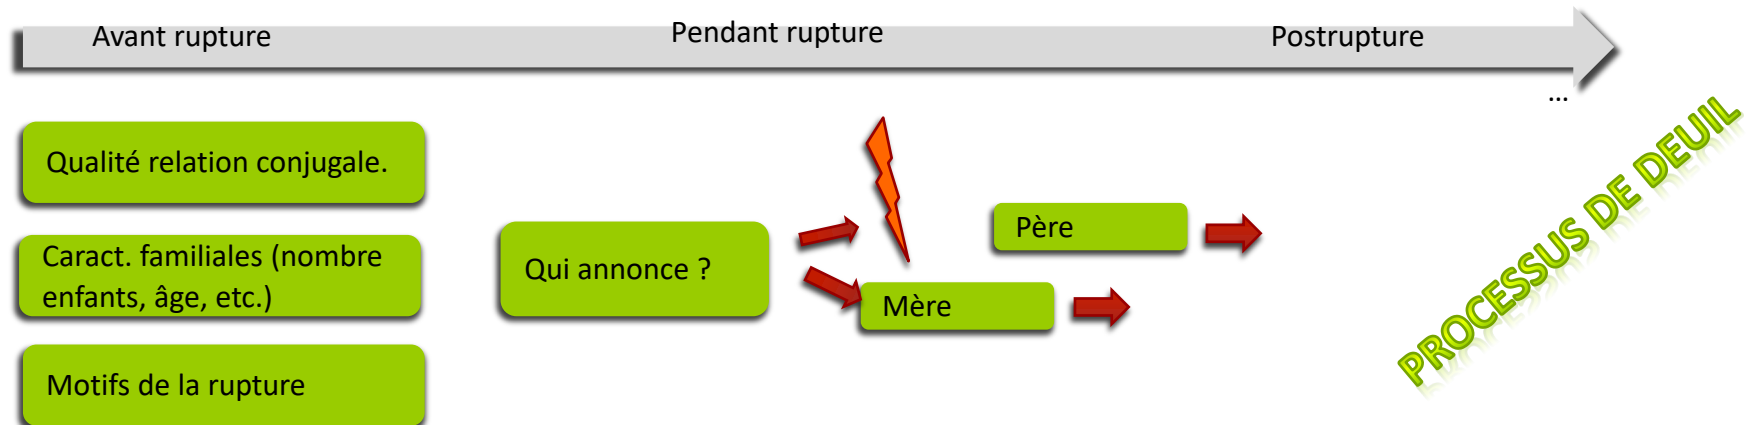 Avant rupture
Pendant rupture
Postrupture
...
Qualité relation conjugale.
Caract. familiales (nombre
enfants, âge, etc.)
Motifs de la rupture
Qui annonce ?
Père
Mère
PROCESSUS DE DEUIL